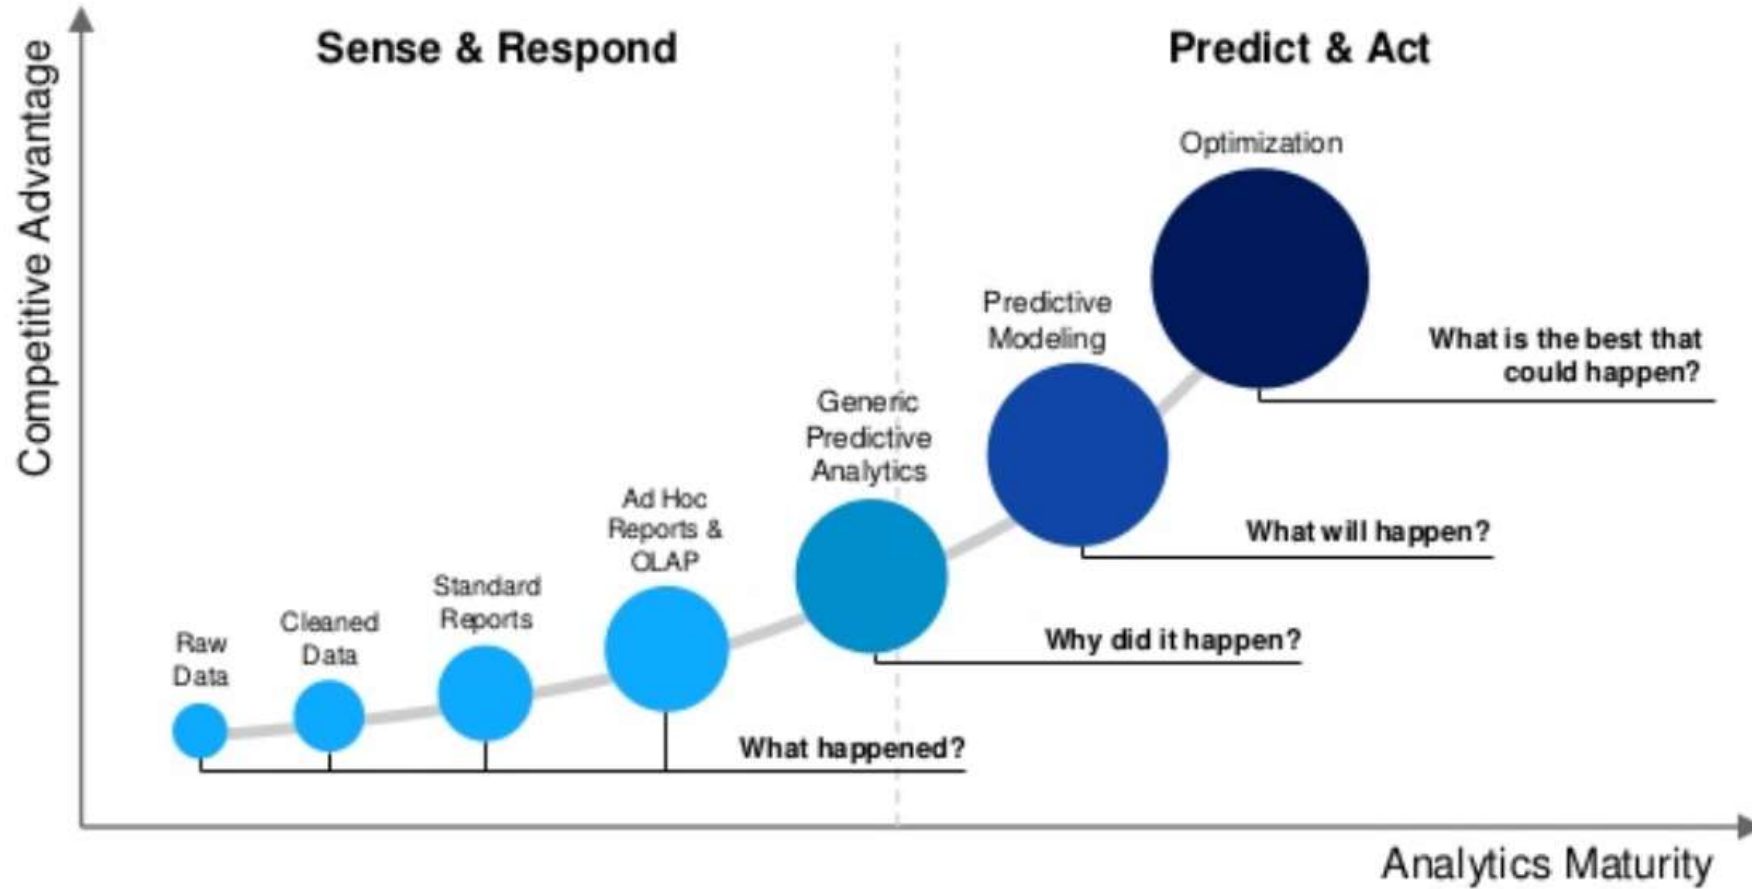 Sense & Respond
Predict & Act
Competitive Advantage
Optimization
Predictive
Modeling
What is the best that
could happen?
Generic
Predictive
Analytics
Ad Hoc
Reports &
OLAP
What will happen?
Standard
Reports
Cleaned
Data
Raw
Data
Why did it happen?
What happened?
Analytics Maturity